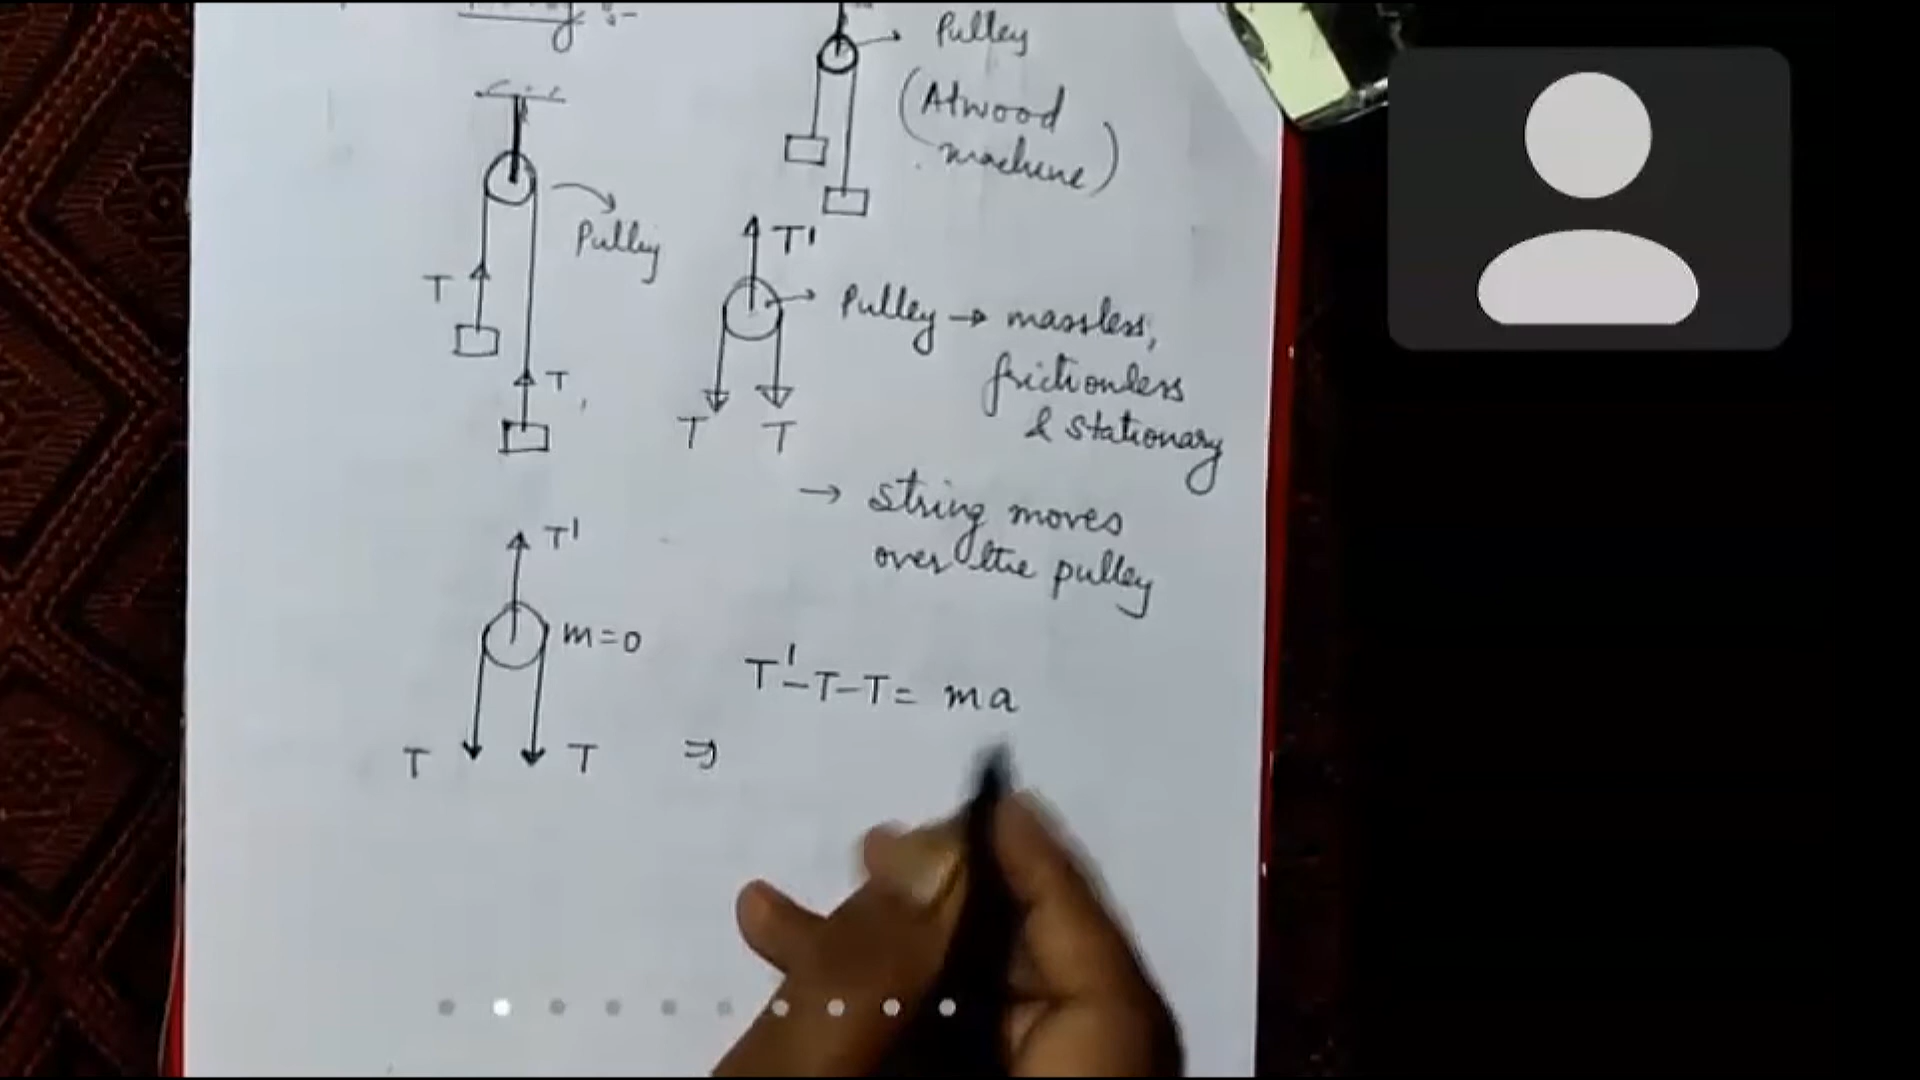 Pulley
(Atwood
machine)
Pulley
T
T
T'
Pulley → massless,
frictionless
& stationary
T T
→ string moves
over the pulley
T'
m=0
T T
T'-T-T= ma
⇒